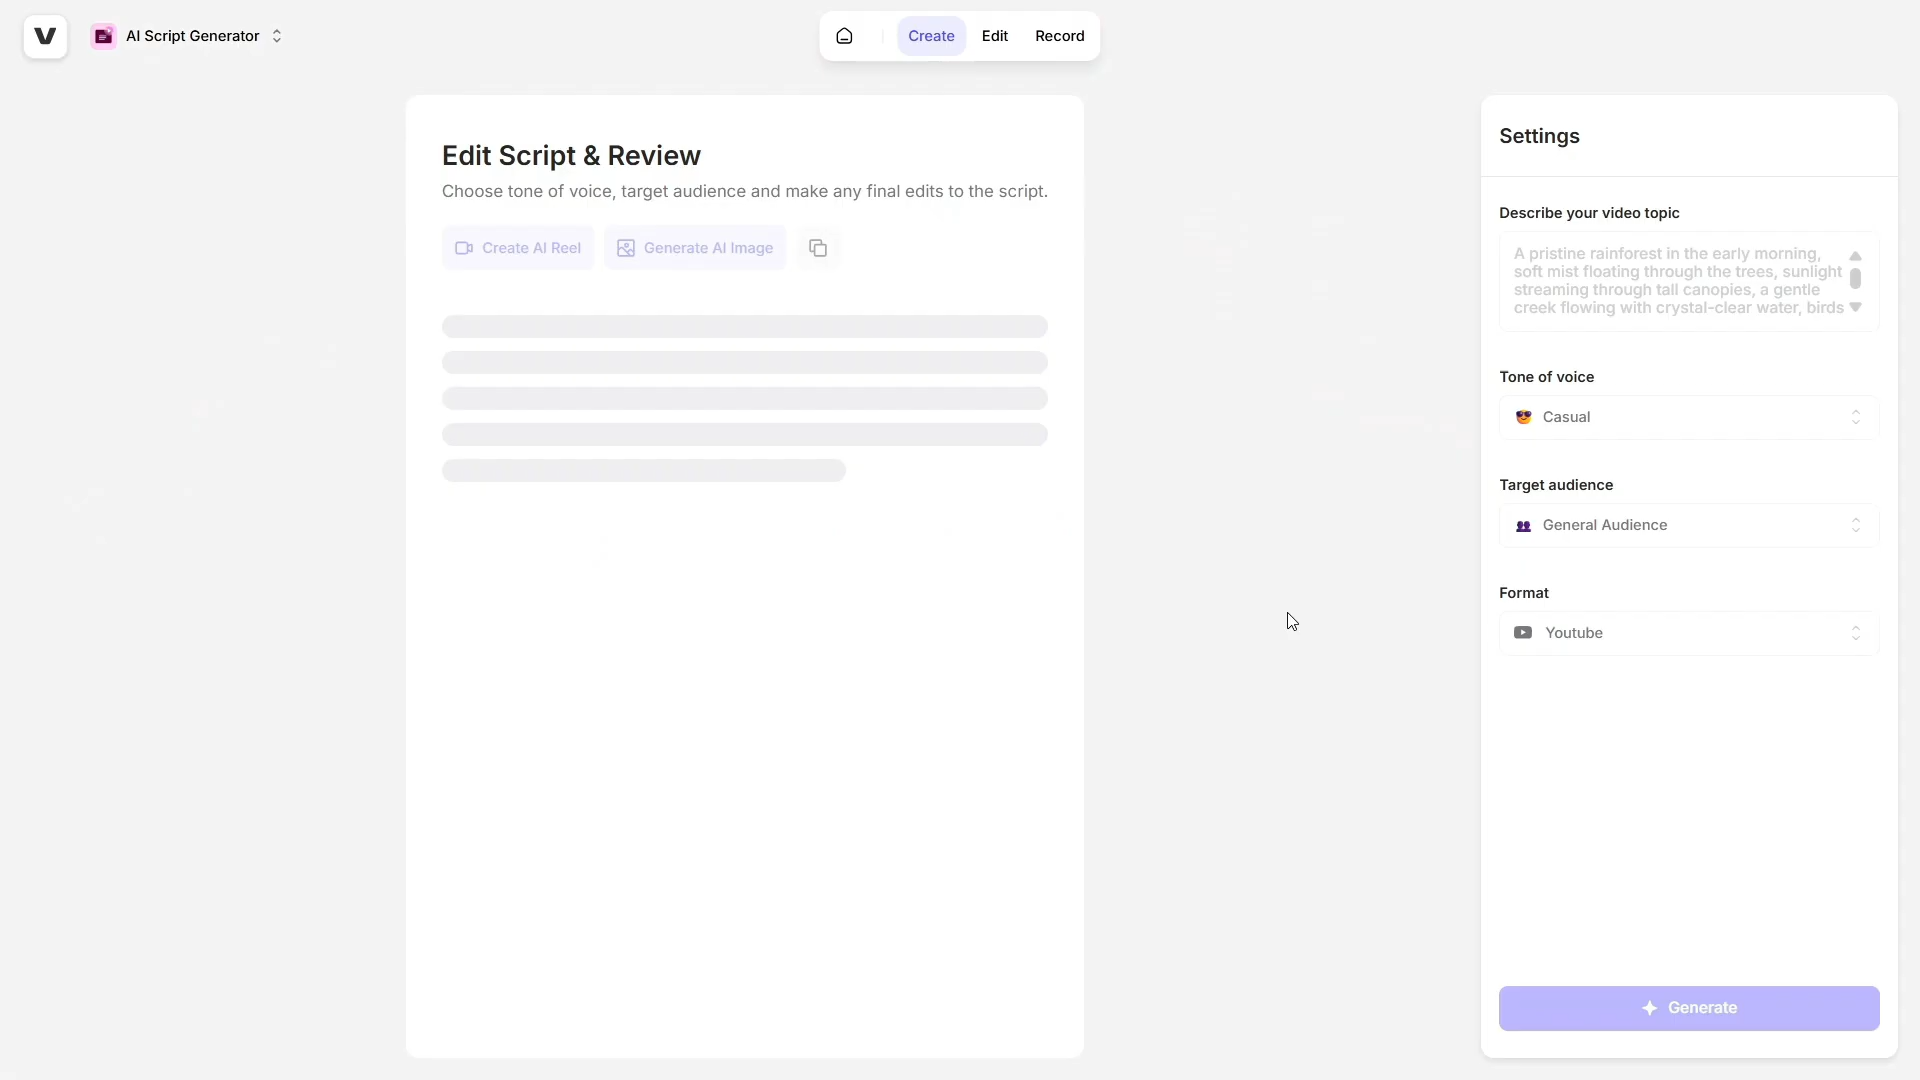 AI Script Generator
Create
Edit
Record
Edit Script & Review
Choose tone of voice, target audience and make any final edits to the script.
Create AI Reel
Generate AI Image
Settings
Describe your video topic
A pristine rainforest in the early morning,
soft mist floating through the trees, sunlight
streaming through tall canopies, a gentle
creek flowing with crystal-clear water, birds
Tone of voice
Casual
Target audience
General Audience
Format
Youtube
Generate